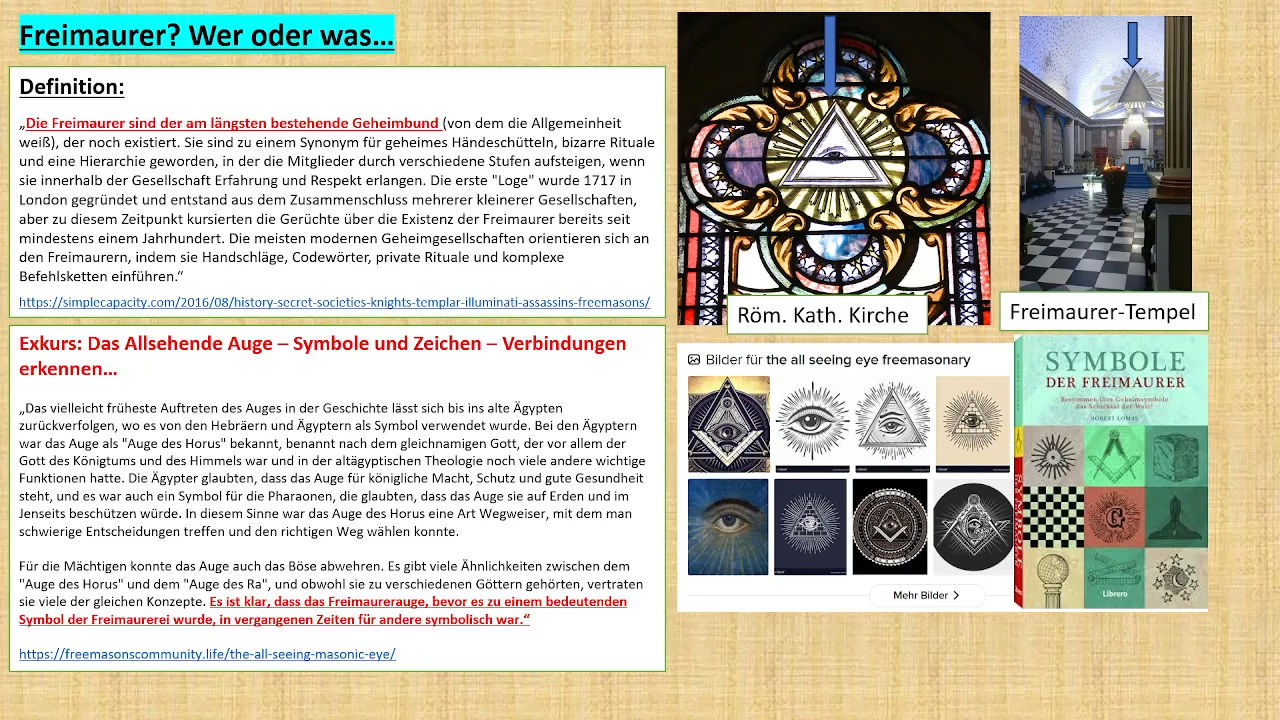 Freimaurer? Wer oder was…
Definition:
„Die Freimaurer sind der am längsten bestehende Geheimbund (von dem die Allgemeinheit
weiß), der noch existiert. Sie sind zu einem Synonym für geheimes Händeschütteln, bizarre Rituale
und eine Hierarchie geworden, in der die Mitglieder durch verschiedene Stufen aufsteigen, wenn
sie innerhalb der Gesellschaft Erfahrung und Respekt erlangen. Die erste "Loge" wurde 1717 in
London gegründet und entstand aus dem Zusammenschluss mehrerer kleinerer Gesellschaften,
aber zu diesem Zeitpunkt kursierten die Gerüchte über die Existenz der Freimaurer bereits seit
mindestens einem Jahrhundert. Die meisten modernen Geheimgesellschaften orientieren sich an
den Freimaurern, indem sie Handschläge, Codewörter, private Rituale und komplexe
Befehlsketten einführen.“
https://simplecapacity.com/2016/08/history-secret-societies-knights-templar-illuminati-assassins-freemasons/
Exkurs: Das Allsehende Auge – Symbole und Zeichen – Verbindungen
erkennen…
„Das vielleicht früheste Auftreten des Auges in der Geschichte lässt sich bis ins alte Ägypten
zurückverfolgen, wo es von den Hebräern und Ägyptern als Symbol verwendet wurde. Bei den Ägyptern
war das Auge als "Auge des Horus" bekannt, benannt nach dem gleichnamigen Gott, der vor allem der
Gott des Königtums und des Himmels war und in der altägyptischen Theologie noch viele andere wichtige
Funktionen hatte. Die Ägypter glaubten, dass das Auge für königliche Macht, Schutz und gute Gesundheit
steht, und es war auch ein Symbol für die Pharaonen, die glaubten, dass das Auge sie auf Erden und im
Jenseits beschützen würde. In diesem Sinne war das Auge des Horus eine Art Wegweiser, mit dem man
schwierige Entscheidungen treffen und den richtigen Weg wählen konnte.
Für die Mächtigen konnte das Auge auch das Böse abwehren. Es gibt viele Ähnlichkeiten zwischen dem
"Auge des Horus" und dem "Auge des Ra", und obwohl sie zu verschiedenen Göttern gehörten, vertraten
sie viele der gleichen Konzepte. Es ist klar, dass das Freimaurerauge, bevor es zu einem bedeutenden
Symbol der Freimaurerei wurde, in vergangenen Zeiten für andere symbolisch war.“
https://freemasonscommunity.life/the-all-seeing-masonic-eye/
Röm. Kath. Kirche
Freimaurer-Tempel
Bilder für the all seeing eye freemasonary
Mehr Bilder
SYMBOLE
DER FREIMAURER
Bestimmen ihre Geheimsymbole
das Schicksal der Welt?
ROBERT LOMAS
SYMBOLE
G
Librero